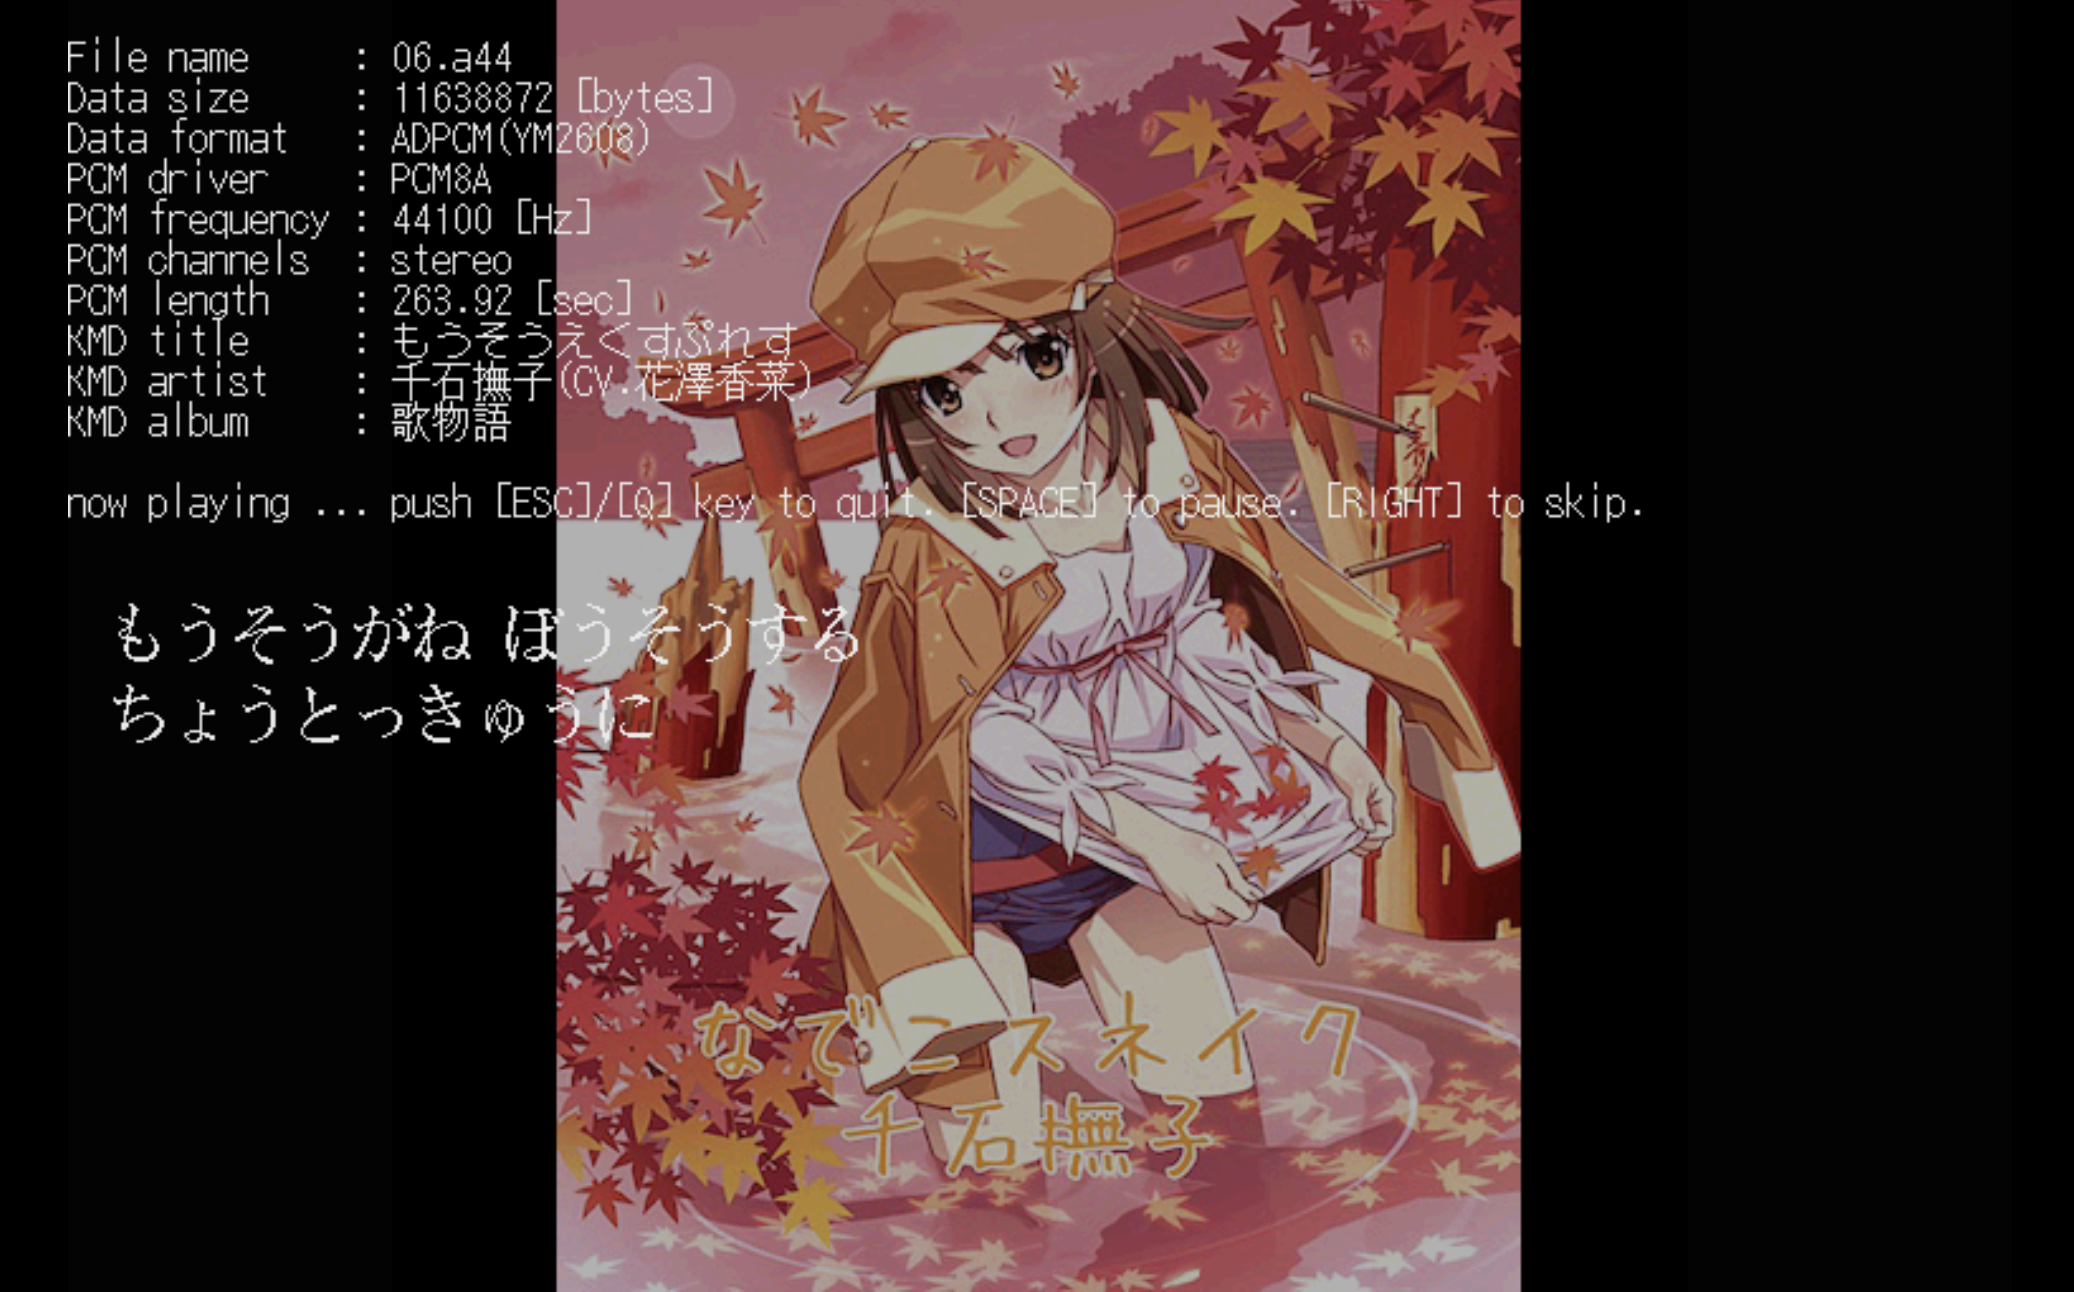 File name : 06.a44
Data size : 11638872 [bytes]
Data format : ADPCM(YM2608)
PCM driver : PCM8A
PCM frequency : 44100 [Hz]
PCM channels : stereo
PCM length : 263.92 [sec]
KMD title : もうそうえくすぷれす
KMD artist : 千石撫子(CV.花澤香菜)
KMD album : 歌物語
now playing ... push [ESC]/[Q] key to quit. [SPACE] to pause. [RIGHT] to skip.
もうそうがね ぼうそうする
ちょうとっきゅうに
なでこスネイク
千石撫子